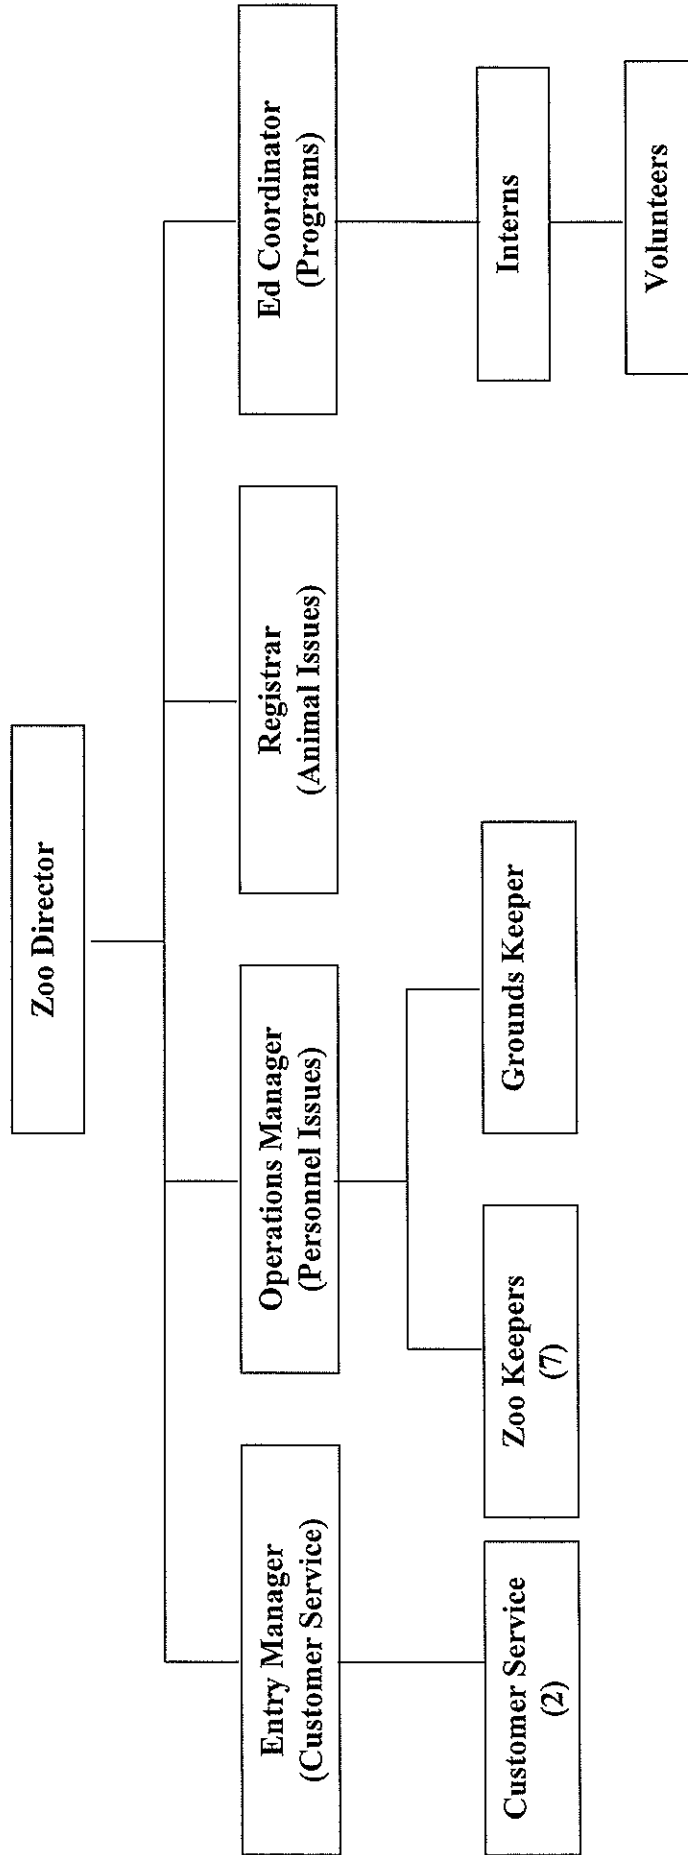 Zoo Director
Entry Manager
(Customer Service)
Operations Manager
(Personnel Issues)
Registrar
(Animal Issues)
Ed Coordinator
(Programs)
Customer Service
(2)
Zoo Keepers
(7)
Grounds Keeper
Interns
Volunteers